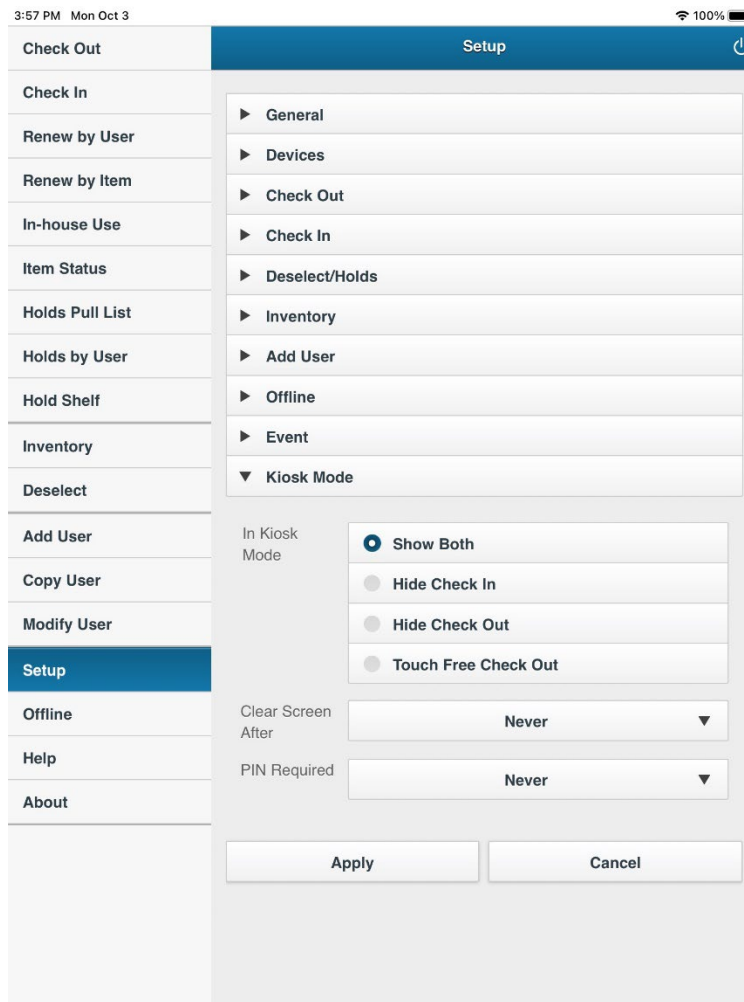 3:57 PM Mon Oct 3
100%
Check Out
Check In
Renew by User
Renew by Item
In-house Use
Item Status
Holds Pull List
Holds by User
Hold Shelf
Inventory
Deselect
Add User
Copy User
Modify User
Setup
Offline
Help
About
Setup
General
Devices
Check Out
Check In
Deselect/Holds
Inventory
Add User
Offline
Event
Kiosk Mode
In Kiosk
Mode
Show Both
Hide Check In
Hide Check Out
Touch Free Check Out
Clear Screen
After
Never
PIN Required
Never
Apply
Cancel